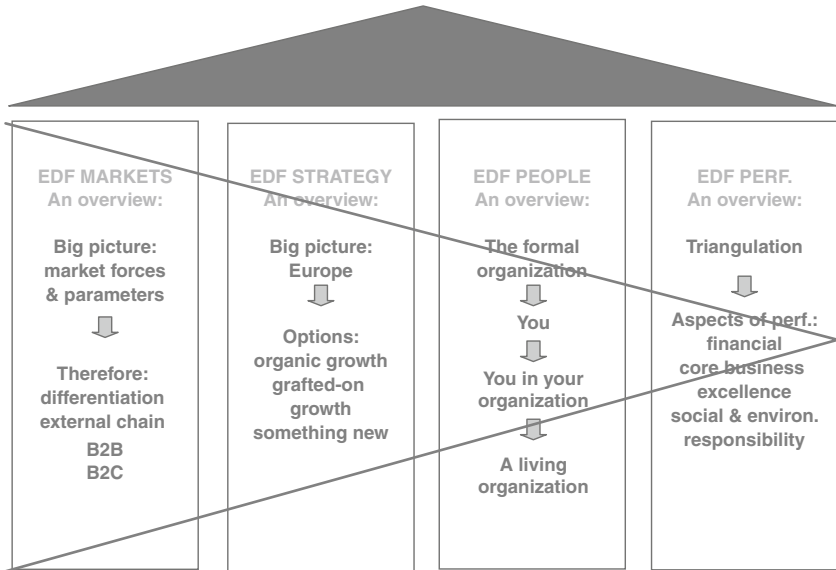 EDF MARKETS
An overview:
Big picture:
market forces
& parameters
Therefore:
differentiation
external chain
B2B
B2C
EDF STRATEGY
An overview:
Big picture:
Europe
Options:
organic growth
grafted-on
growth
something new
EDF PEOPLE
An overview:
The formal
organization
You
You in your
organization
A living
organization
EDF PERF.
An overview:
Triangulation
Aspects of perf.:
financial
core business
excellence
social & environ.
responsibility